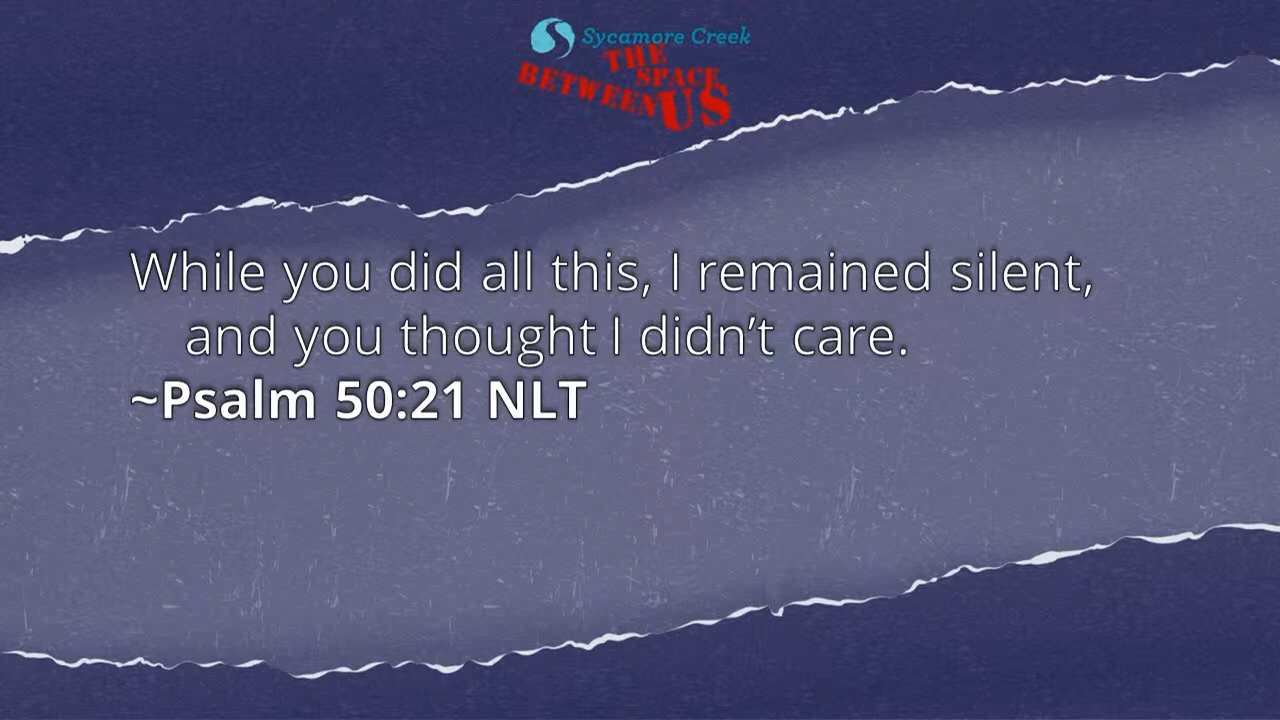 Sycamore Creek
THE
SPACE
BETWEEN US
While you did all this, I remained silent,
and you thought I didn’t care.
~Psalm 50:21 NLT